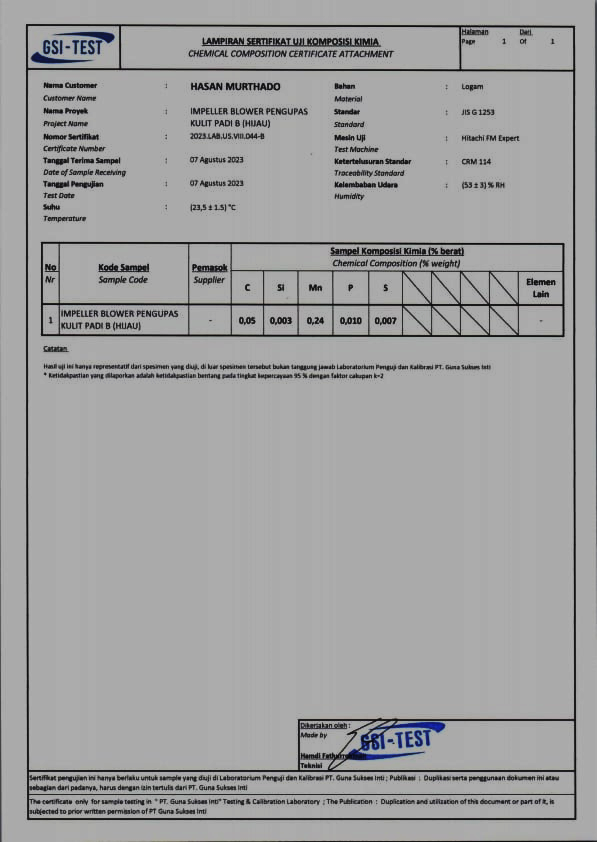 GSI-TEST
LAMPIRAN SERTIFIKAT UJI KOMPOSISI KIMIA
CHEMICAL COMPOSITION CERTIFICATE ATTACHMENT
Halaman Dari
Page 1 Of 1
Nama Customer : HASAN MURTHADO
Customer Name
Nama Proyek : IMPELLER BLOWER PENGUPAS
Project Name KULIT PADI B (HIJAU)
Nomor Sertifikat : 2023.LAB.US.VIII.044-B
Certificate Number
Tanggal Terima Sampel : 07 Agustus 2023
Date of Sample Receiving
Tanggal Pengujian : 07 Agustus 2023
Test Date
Suhu : (23,5 ± 1.5) °C
Temperature
Bahan : Logam
Material
Standar : JIS G 1253
Standard
Mesin Uji : Hitachi FM Expert
Test Machine
Ketertelusuran Standar : CRM 114
Traceability Standard
Kelembaban Udara : (53 ± 3) % RH
Humidity
No Kode Sampel Pemasok Sampel Komposisi Kimia (% berat)
Nr Sample Code Supplier Chemical Composition (% weight)
C Si Mn P S Elemen
Lain
1 IMPELLER BLOWER PENGUPAS
KULIT PADI B (HIJAU) - 0,05 0,003 0,24 0,010 0,007 -
Catatan
Hasil uji ini hanya representatif dari spesimen yang diuji, di luar spesimen tersebut bukan tanggung jawab Laboratorium Penguji dan Kalibrasi PT. Guna Sukses Inti
* Ketidakpastian yang dilaporkan adalah ketidakpastian bentang pada tingkat kepercayaan 95 % dengan faktor cakupan k=2
Dikerjakan oleh :
Made by
GSI-TEST
Hamdi
Teknisi
Sertifikat pengujian ini hanya berlaku untuk sample yang diuji di Laboratorium Penguji dan Kalibrasi PT. Guna Sukses Inti ; Publikasi : Duplikasi serta penggunaan dokumen ini atau
sebagian dari padanya, harus dengan izin tertulis dari PT. Guna Sukses Inti
The certificate only for sample testing in " PT. Guna Sukses Inti" Testing & Calibration Laboratory ; The Publication : Duplication and utilization of this document or part of it, is
subjected to prior written permission of PT Guna Sukses Inti